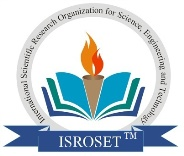 International Scientific Research Organization for Science, Engineering and Technology
ISROSET™